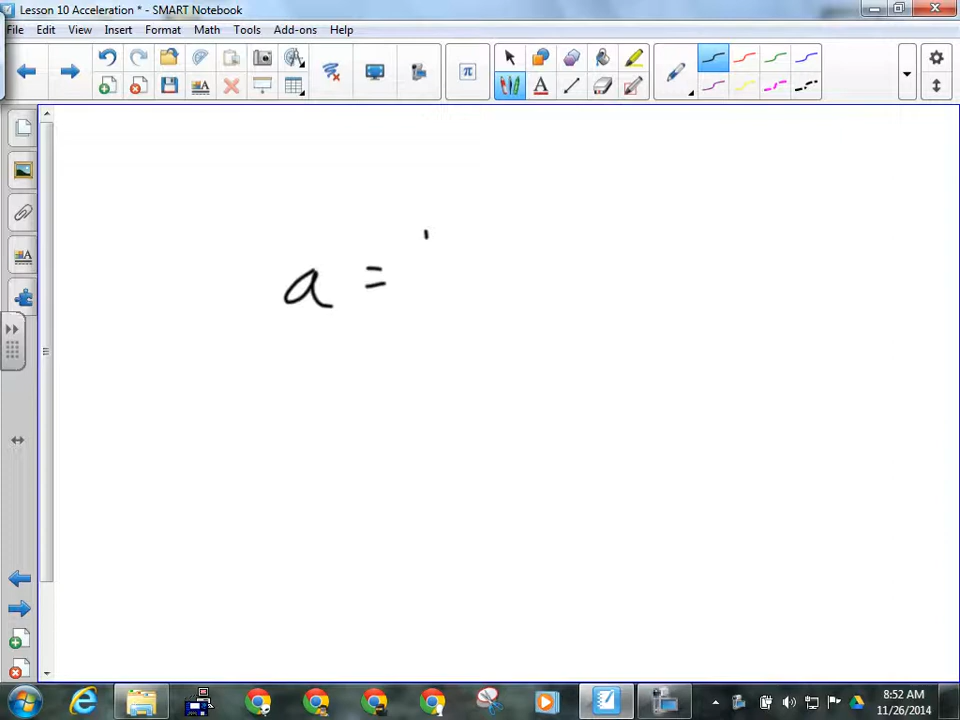 Lesson 10 Acceleration * - SMART Notebook
File Edit View Insert Format Math Tools Add-ons Help
a =
8:52 AM
11/26/2014